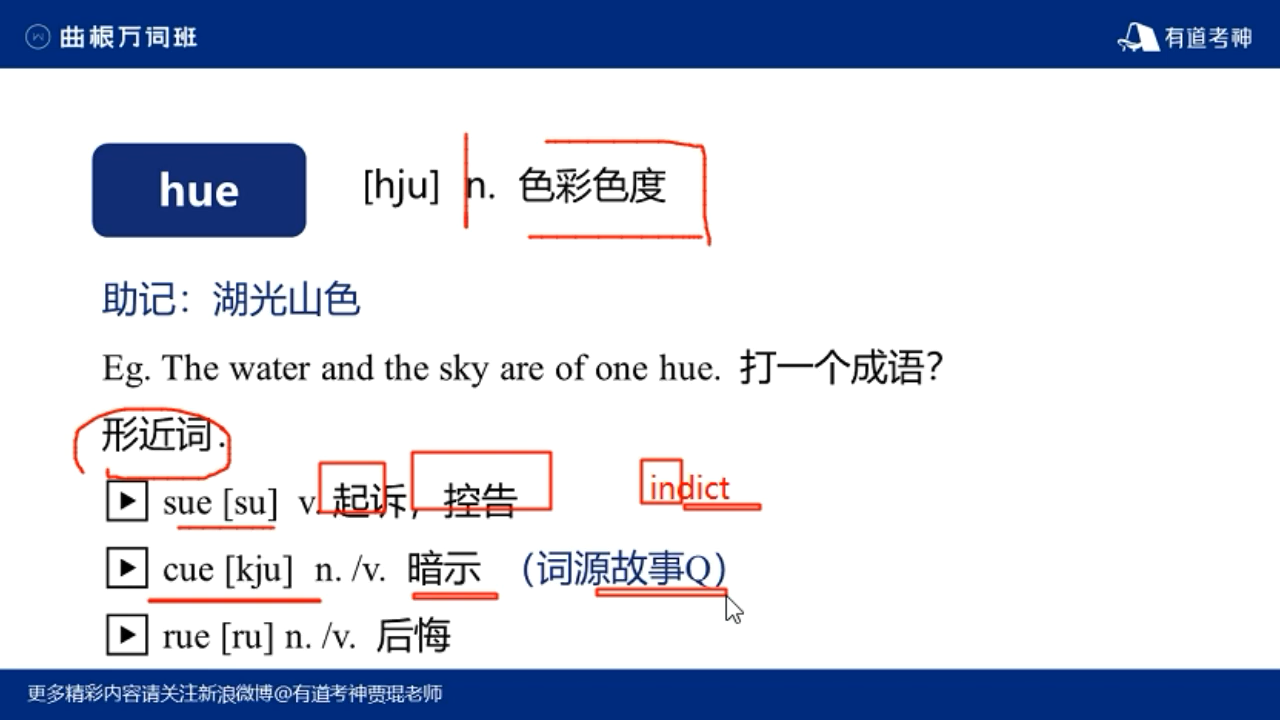 曲根万词班
有道考神
hue [hju] n. 色彩色度
助记：湖光山色
Eg. The water and the sky are of one hue. 打一个成语？
形近词.
sue [su] v. 起诉，控告 indict
cue [kju] n. /v. 暗示 （词源故事Q）
rue [ru] n. /v. 后悔
更多精彩内容请关注新浪微博@有道考神贾琨老师